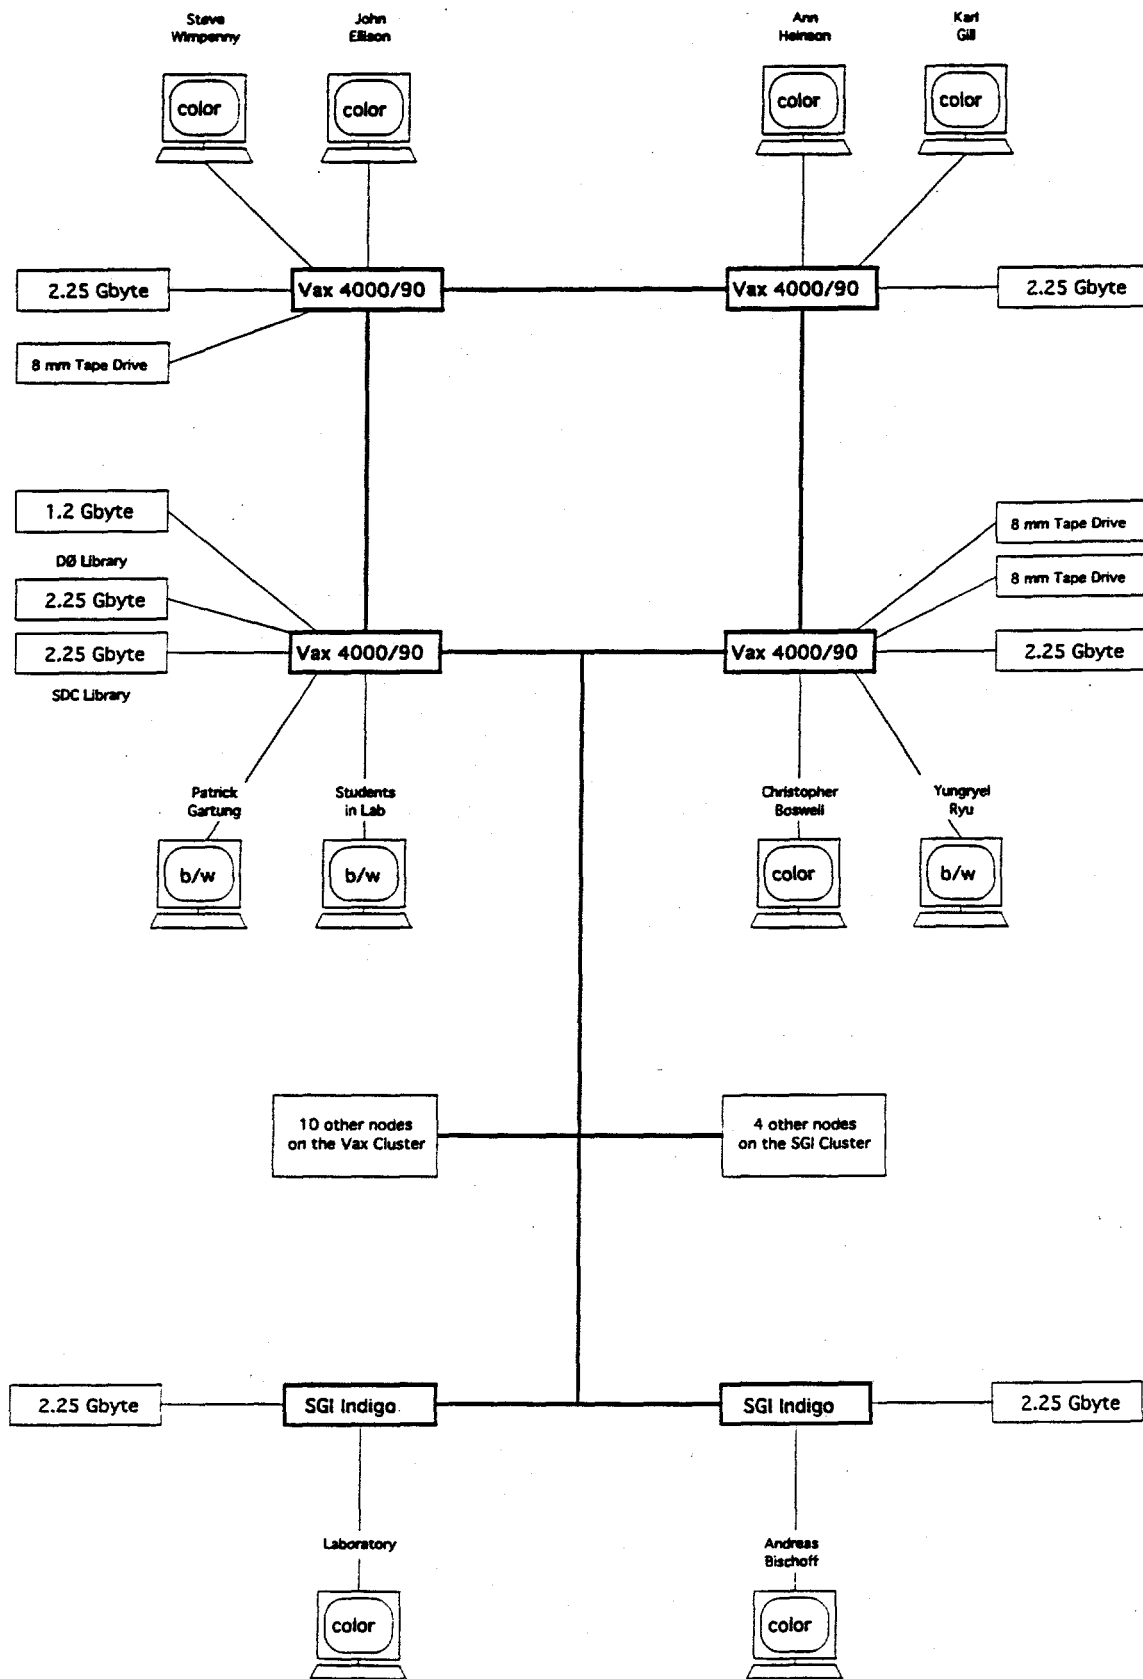 Steve
Wimpenny
John
Ellison
Ann
Heinson
Karl
Gill
color
color
color
color
2.25 Gbyte
Vax 4000/90
Vax 4000/90
2.25 Gbyte
8 mm Tape Drive
1.2 Gbyte
8 mm Tape Drive
DØ Library
8 mm Tape Drive
2.25 Gbyte
2.25 Gbyte
Vax 4000/90
Vax 4000/90
2.25 Gbyte
SDC Library
Patrick
Gartung
Students
in Lab
Christopher
Boswell
Yungryel
Ryu
b/w
b/w
color
b/w
10 other nodes
on the Vax Cluster
4 other nodes
on the SGI Cluster
2.25 Gbyte
SGI Indigo
SGI Indigo
2.25 Gbyte
Laboratory
Andreas
Bischoff
color
color